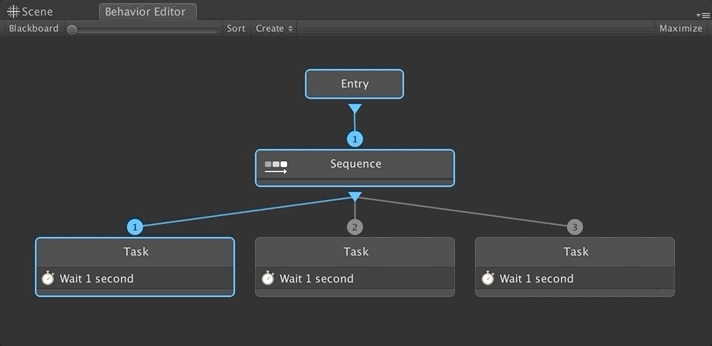 Scene
Behavior Editor
Blackboard
Sort
Create
Maximize
Entry
1
Sequence
1
2
3
Task
Task
Task
Wait 1 second
Wait 1 second
Wait 1 second